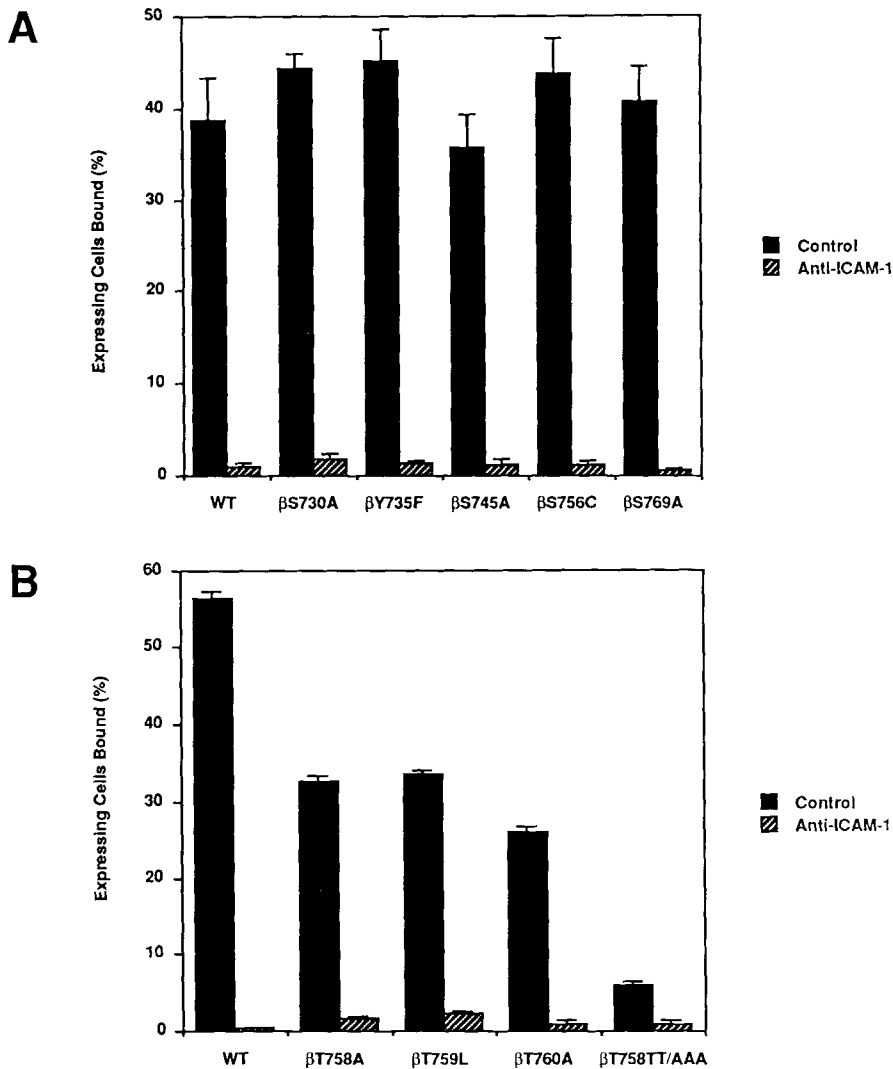 A
Expressing Cells Bound (%)
50
40
30
20
10
0
WT βS730A βY735F βS745A βS756C βS769A
Control
Anti-ICAM-1
B
Expressing Cells Bound (%)
60
50
40
30
20
10
0
WT βT758A βT759L βT760A βT758TT/AAA
Control
Anti-ICAM-1